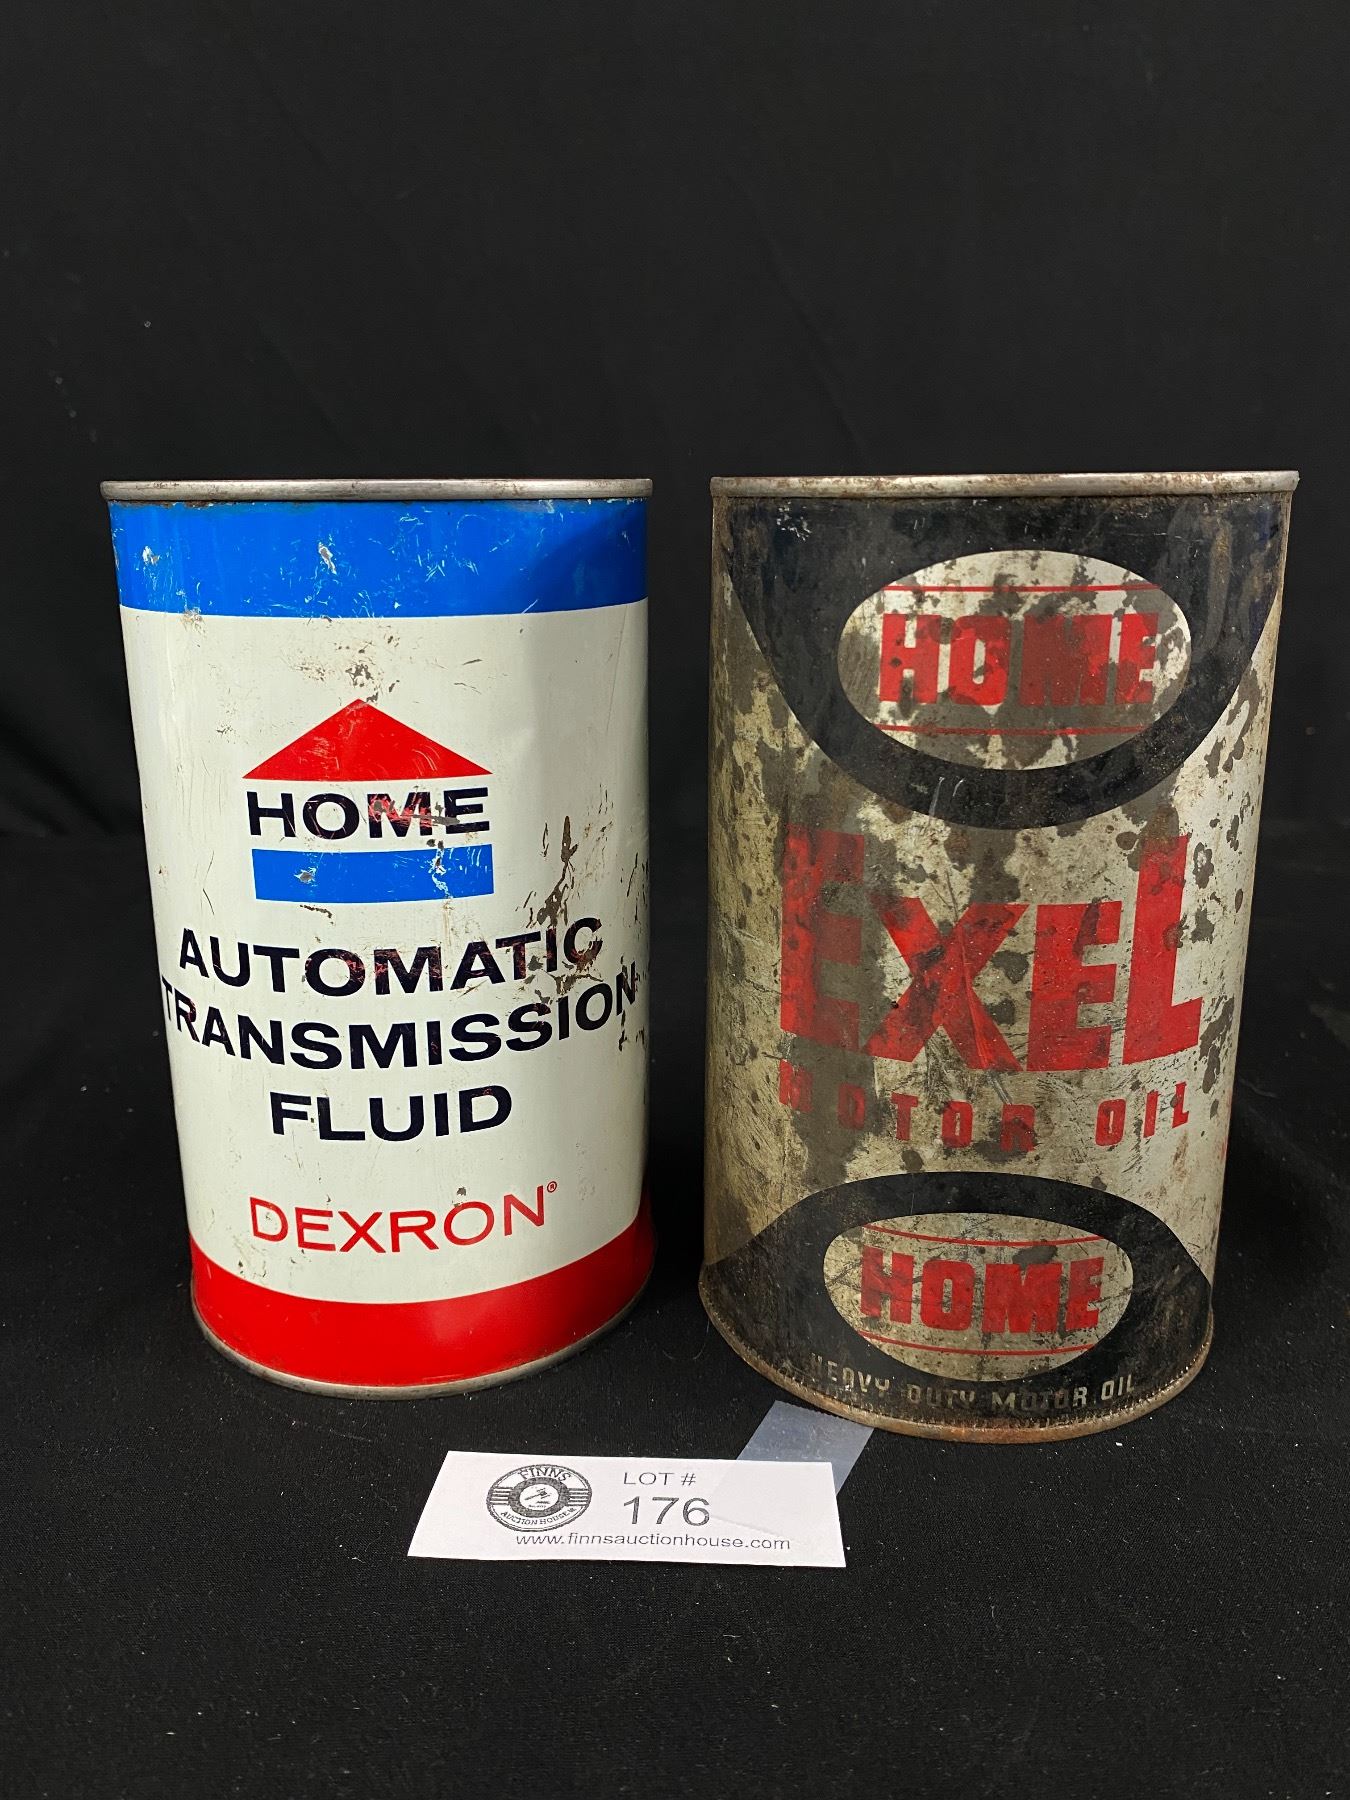 HOME
AUTOMATIC
TRANSMISSION
FLUID
DEXRON®
HOME
EXEL
MOTOR OIL
HOME
HEAVY DUTY MOTOR OIL
FINNS
AUCTION HOUSE
LOT #
176
www.finnsauctionhouse.com